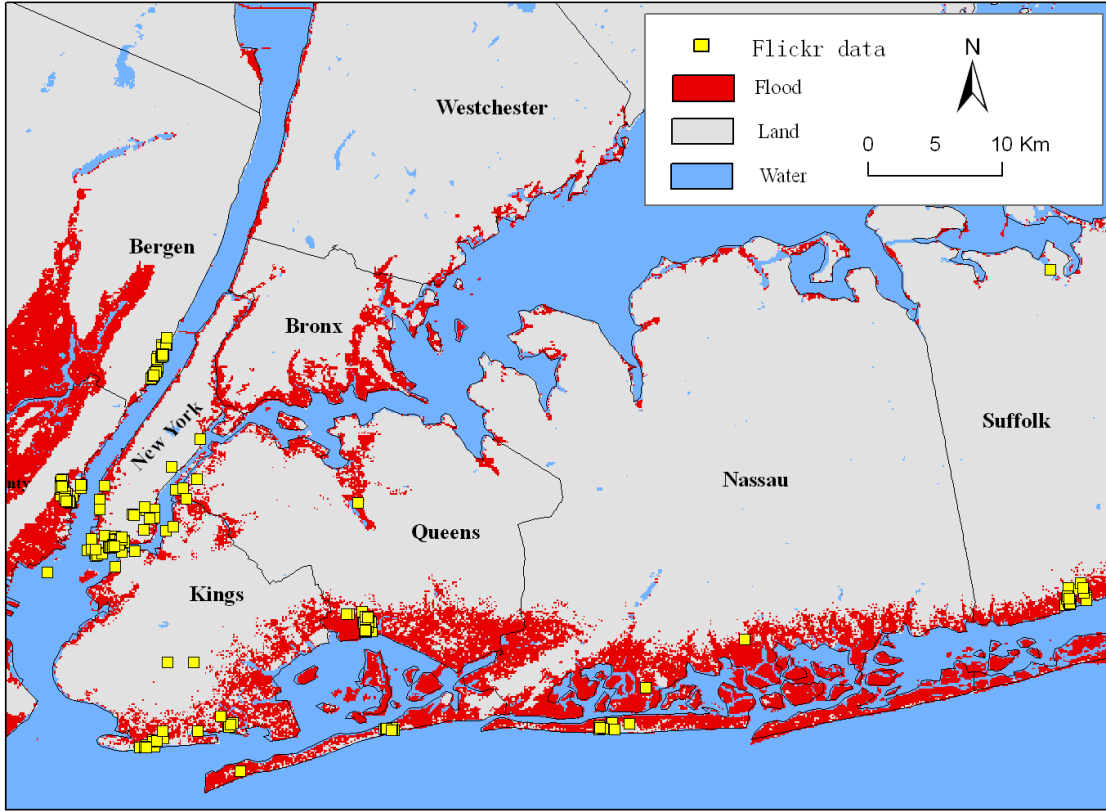 Flickr data
Flood
Land
Water
N
0 5 10 Km
Westchester
Bergen
Bronx
New York
Suffolk
Nassau
Queens
Kings